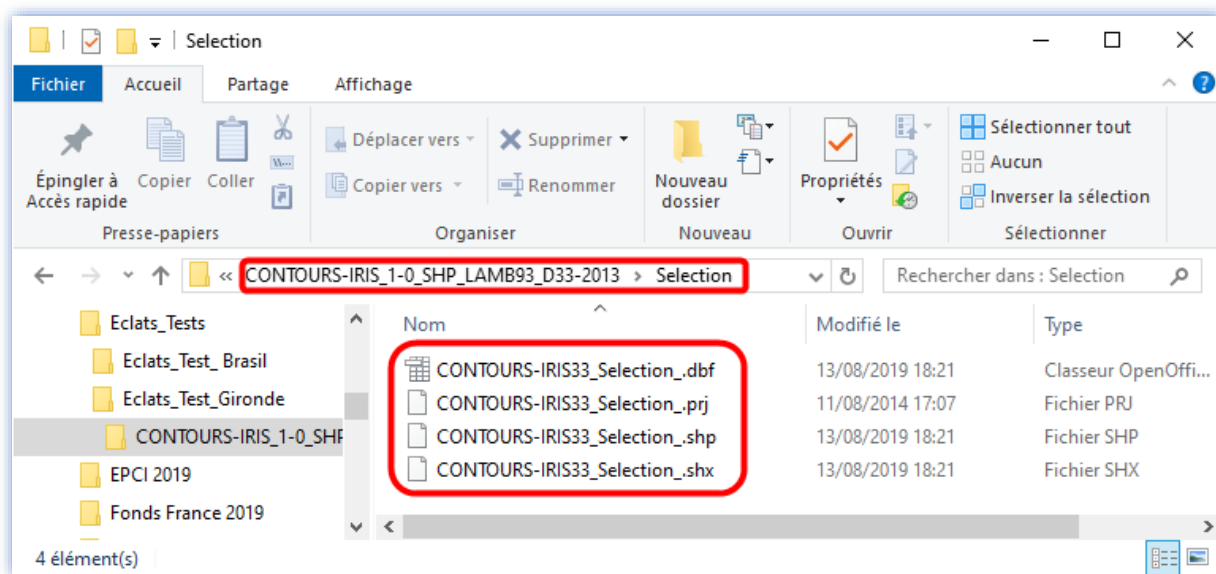 Selection
Fichier Accueil Partage Affichage
Épingler à Accès rapide
Copier
Coller
Déplacer vers
Copier vers
Supprimer
Renommer
Nouveau dossier
Propriétés
Sélectionner tout
Aucun
Inverser la sélection
Presse-papiers Organiser Nouveau Ouvrir Sélectionner
« CONTOURS-IRIS_1-0_SHP_LAMB93_D33-2013 > Selection
Rechercher dans : Selection
Eclats_Tests
Eclats_Test_ Brasil
Eclats_Test_Gironde
CONTOURS-IRIS_1-0_SHF
EPCI 2019
Fonds France 2019
Nom Modifié le Type
CONTOURS-IRIS33_Selection_.dbf 13/08/2019 18:21 Classeur OpenOffi...
CONTOURS-IRIS33_Selection_.prj 11/08/2014 17:07 Fichier PRJ
CONTOURS-IRIS33_Selection_.shp 13/08/2019 18:21 Fichier SHP
CONTOURS-IRIS33_Selection_.shx 13/08/2019 18:21 Fichier SHX
4 élément(s)